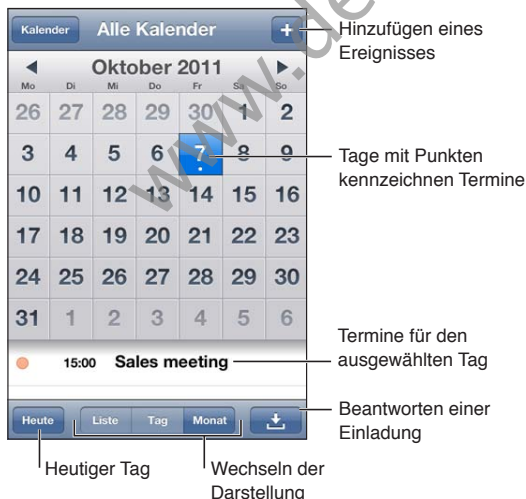 Kalender Alle Kalender +
Hinzufügen eines
Ereignisses
Oktober 2011
Mo Di Mi Do Fr Sa So
26 27 28 29 30 1 2
3 4 5 6 7 8 9
Tage mit Punkten
kennzeichnen Termine
10 11 12 13 14 15 16
17 18 19 20 21 22 23
24 25 26 27 28 29 30
31 1 2 3 4 5 6
15:00 Sales meeting
Termine für den
ausgewählten Tag
Heute Liste Tag Monat
Beantworten einer
Einladung
Heutiger Tag
Wechseln der
Darstellung